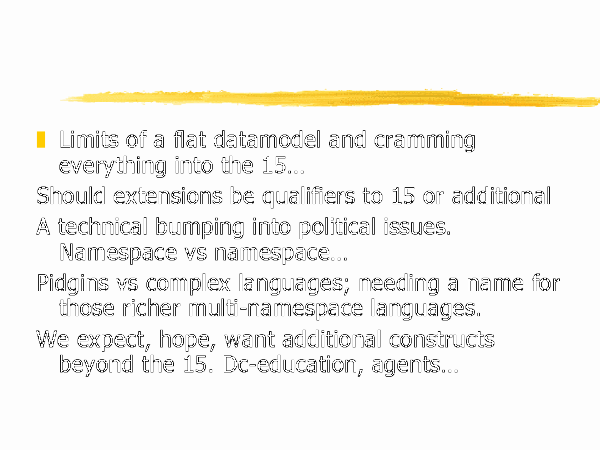 Limits of a flat datamodel and cramming
everything into the 15...
Should extensions be qualifiers to 15 or additional
A technical bumping into political issues.
Namespace vs namespace...
Pidgins vs complex languages; needing a name for
those richer multi-namespace languages.
We expect, hope, want additional constructs
beyond the 15. Dc-education, agents...